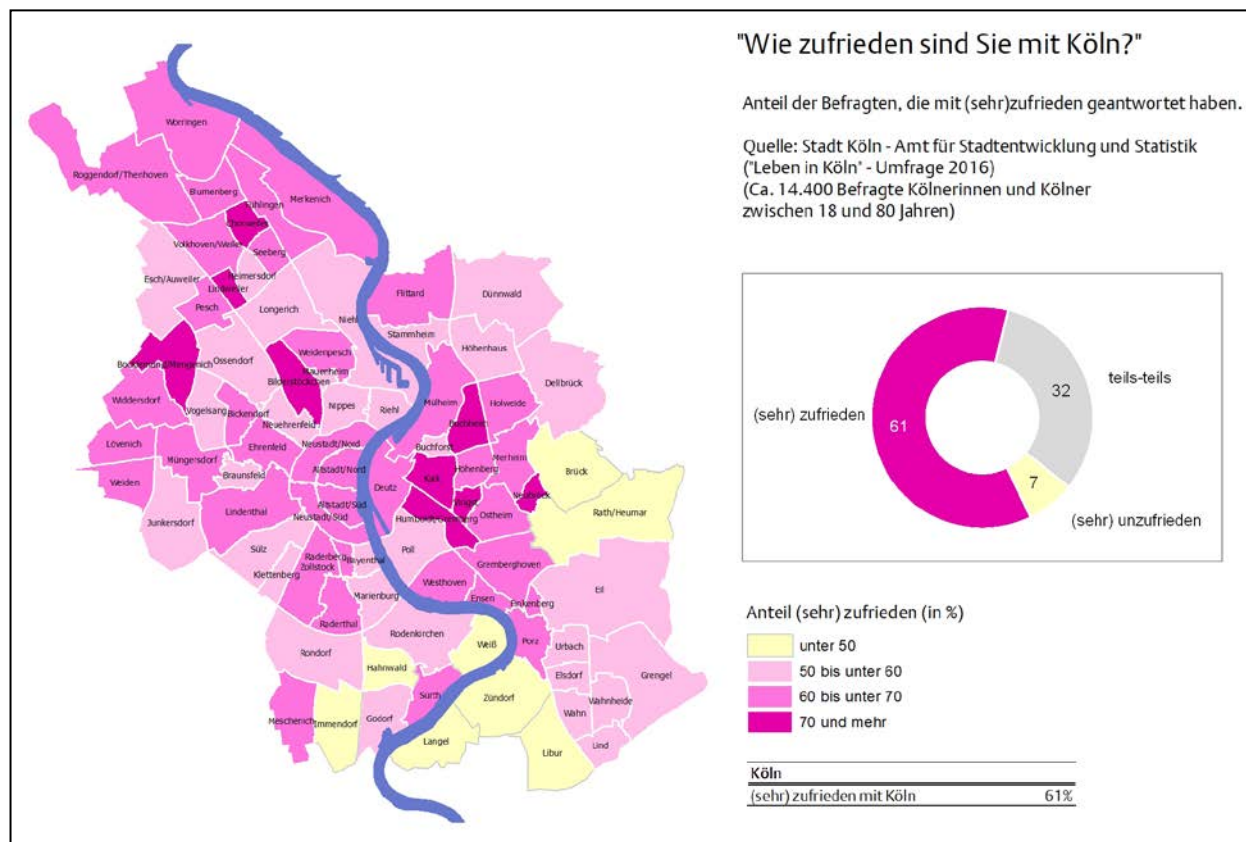 "Wie zufrieden sind Sie mit Köln?"
Anteil der Befragten, die mit (sehr)zufrieden geantwortet haben.
Quelle: Stadt Köln - Amt für Stadtentwicklung und Statistik
("Leben in Köln" - Umfrage 2016)
(Ca. 14.400 Befragte Kölnerinnen und Kölner
zwischen 18 und 80 Jahren)
(sehr) zufrieden
61
32
teils-teils
7
(sehr) unzufrieden
Anteil (sehr) zufrieden (in %)
unter 50
50 bis unter 60
60 bis unter 70
70 und mehr
Köln
(sehr) zufrieden mit Köln 61%
Worringen
Roggendorf/Thenhoven
Blumenberg
Fühlingen
Merkenich
Chorweiler
Volkhoven/Weiler
Seeberg
Heimersdorf
Esch/Auweiler
Lindweiler
Pesch
Longerich
Niehl
Flittard
Dünnwald
Stammheim
Höhenhaus
Weidenpesch
Ossendorf
Bocklemünd/Mengenich
Mauerheim
Bilderstöckchen
Dellbrück
Widdersdorf
Vogelsang
Bickendorf
Nippes
Riehl
Mülheim
Holweide
Buchheim
Neuehrenfeld
Lövenich
Müngersdorf
Ehrenfeld
Neustadt/Nord
Buchforst
Merheim
Brück
Weiden
Braunsfeld
Altstadt/Nord
Deutz
Kalk
Höhenberg
Neubrück
Rath/Heumar
Junkersdorf
Lindenthal
Altstadt/Süd
Neustadt/Süd
Vingst
Humboldt/Gremberg
Ostheim
Sülz
Klettenberg
Raderberg
Zollstock
Bayenthal
Poll
Gremberghoven
Westhoven
Eil
Marienburg
Raderthal
Ensen
Finkenberg
Rodenkirchen
Rondorf
Weiß
Porz
Urbach
Hahnwald
Elsdorf
Grengel
Meschenich
Immendorf
Godorf
Sürth
Zündorf
Wahnheide
Wahn
Langel
Libur
Lind